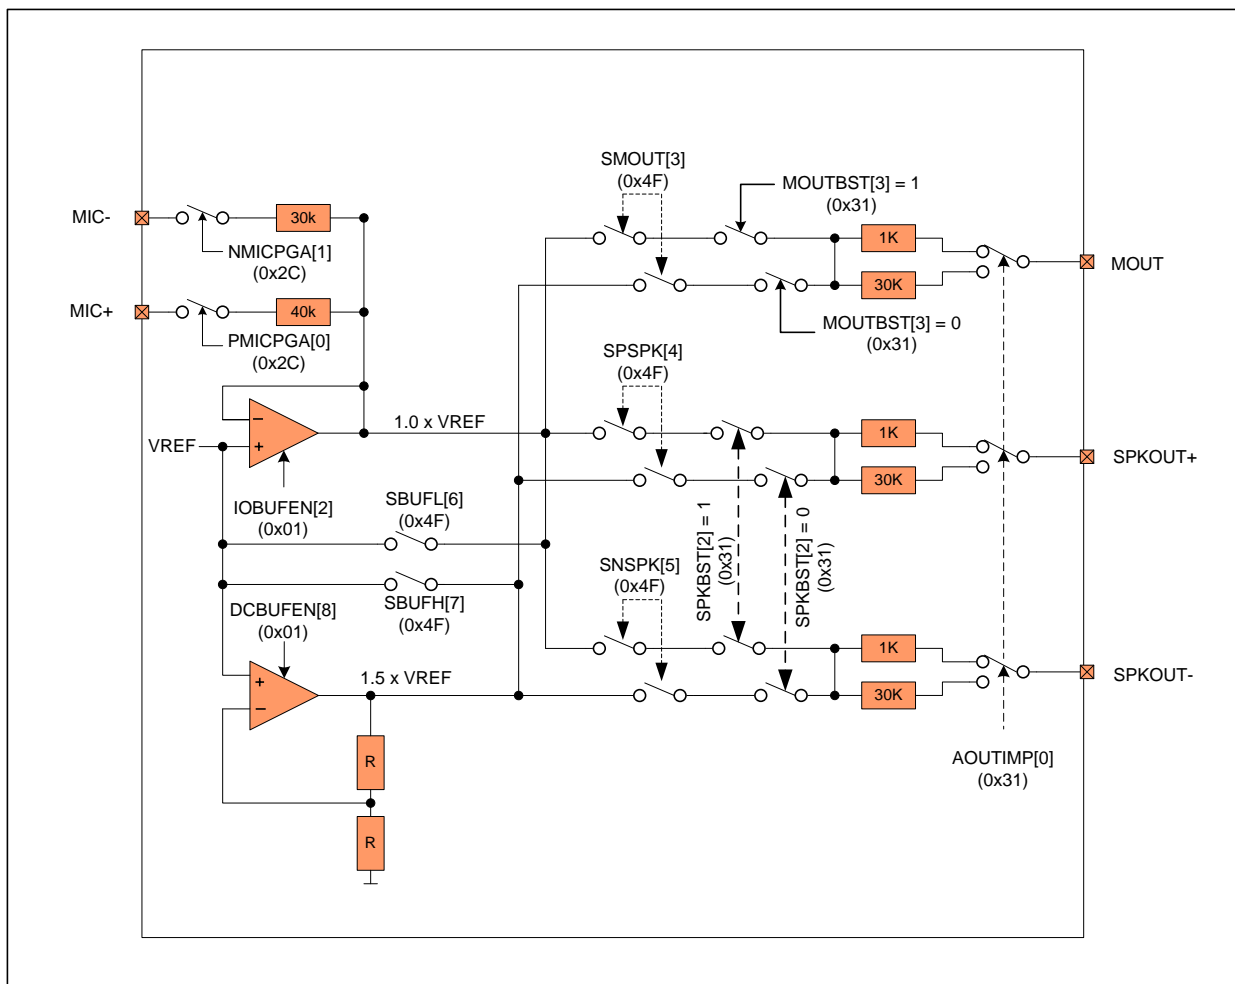 SMOUT[3]
(0x4F)
MOUTBST[3] = 1
(0x31)
MIC-
30k
NMICPGA[1]
(0x2C)
1K
MOUT
30K
MIC+
40k
PMICPGA[0]
(0x2C)
MOUTBST[3] = 0
(0x31)
SPSPK[4]
(0x4F)
−
+
VREF
1.0 x VREF
1K
SPKOUT+
30K
IOBUFEN[2]
(0x01)
SBUFL[6]
(0x4F)
SPKBST[2] = 1
(0x31)
SPKBST[2] = 0
(0x31)
SNSPK[5]
(0x4F)
SBUFH[7]
(0x4F)
DCBUFEN[8]
(0x01)
+
−
1.5 x VREF
1K
SPKOUT-
30K
R
R
AOUTIMP[0]
(0x31)